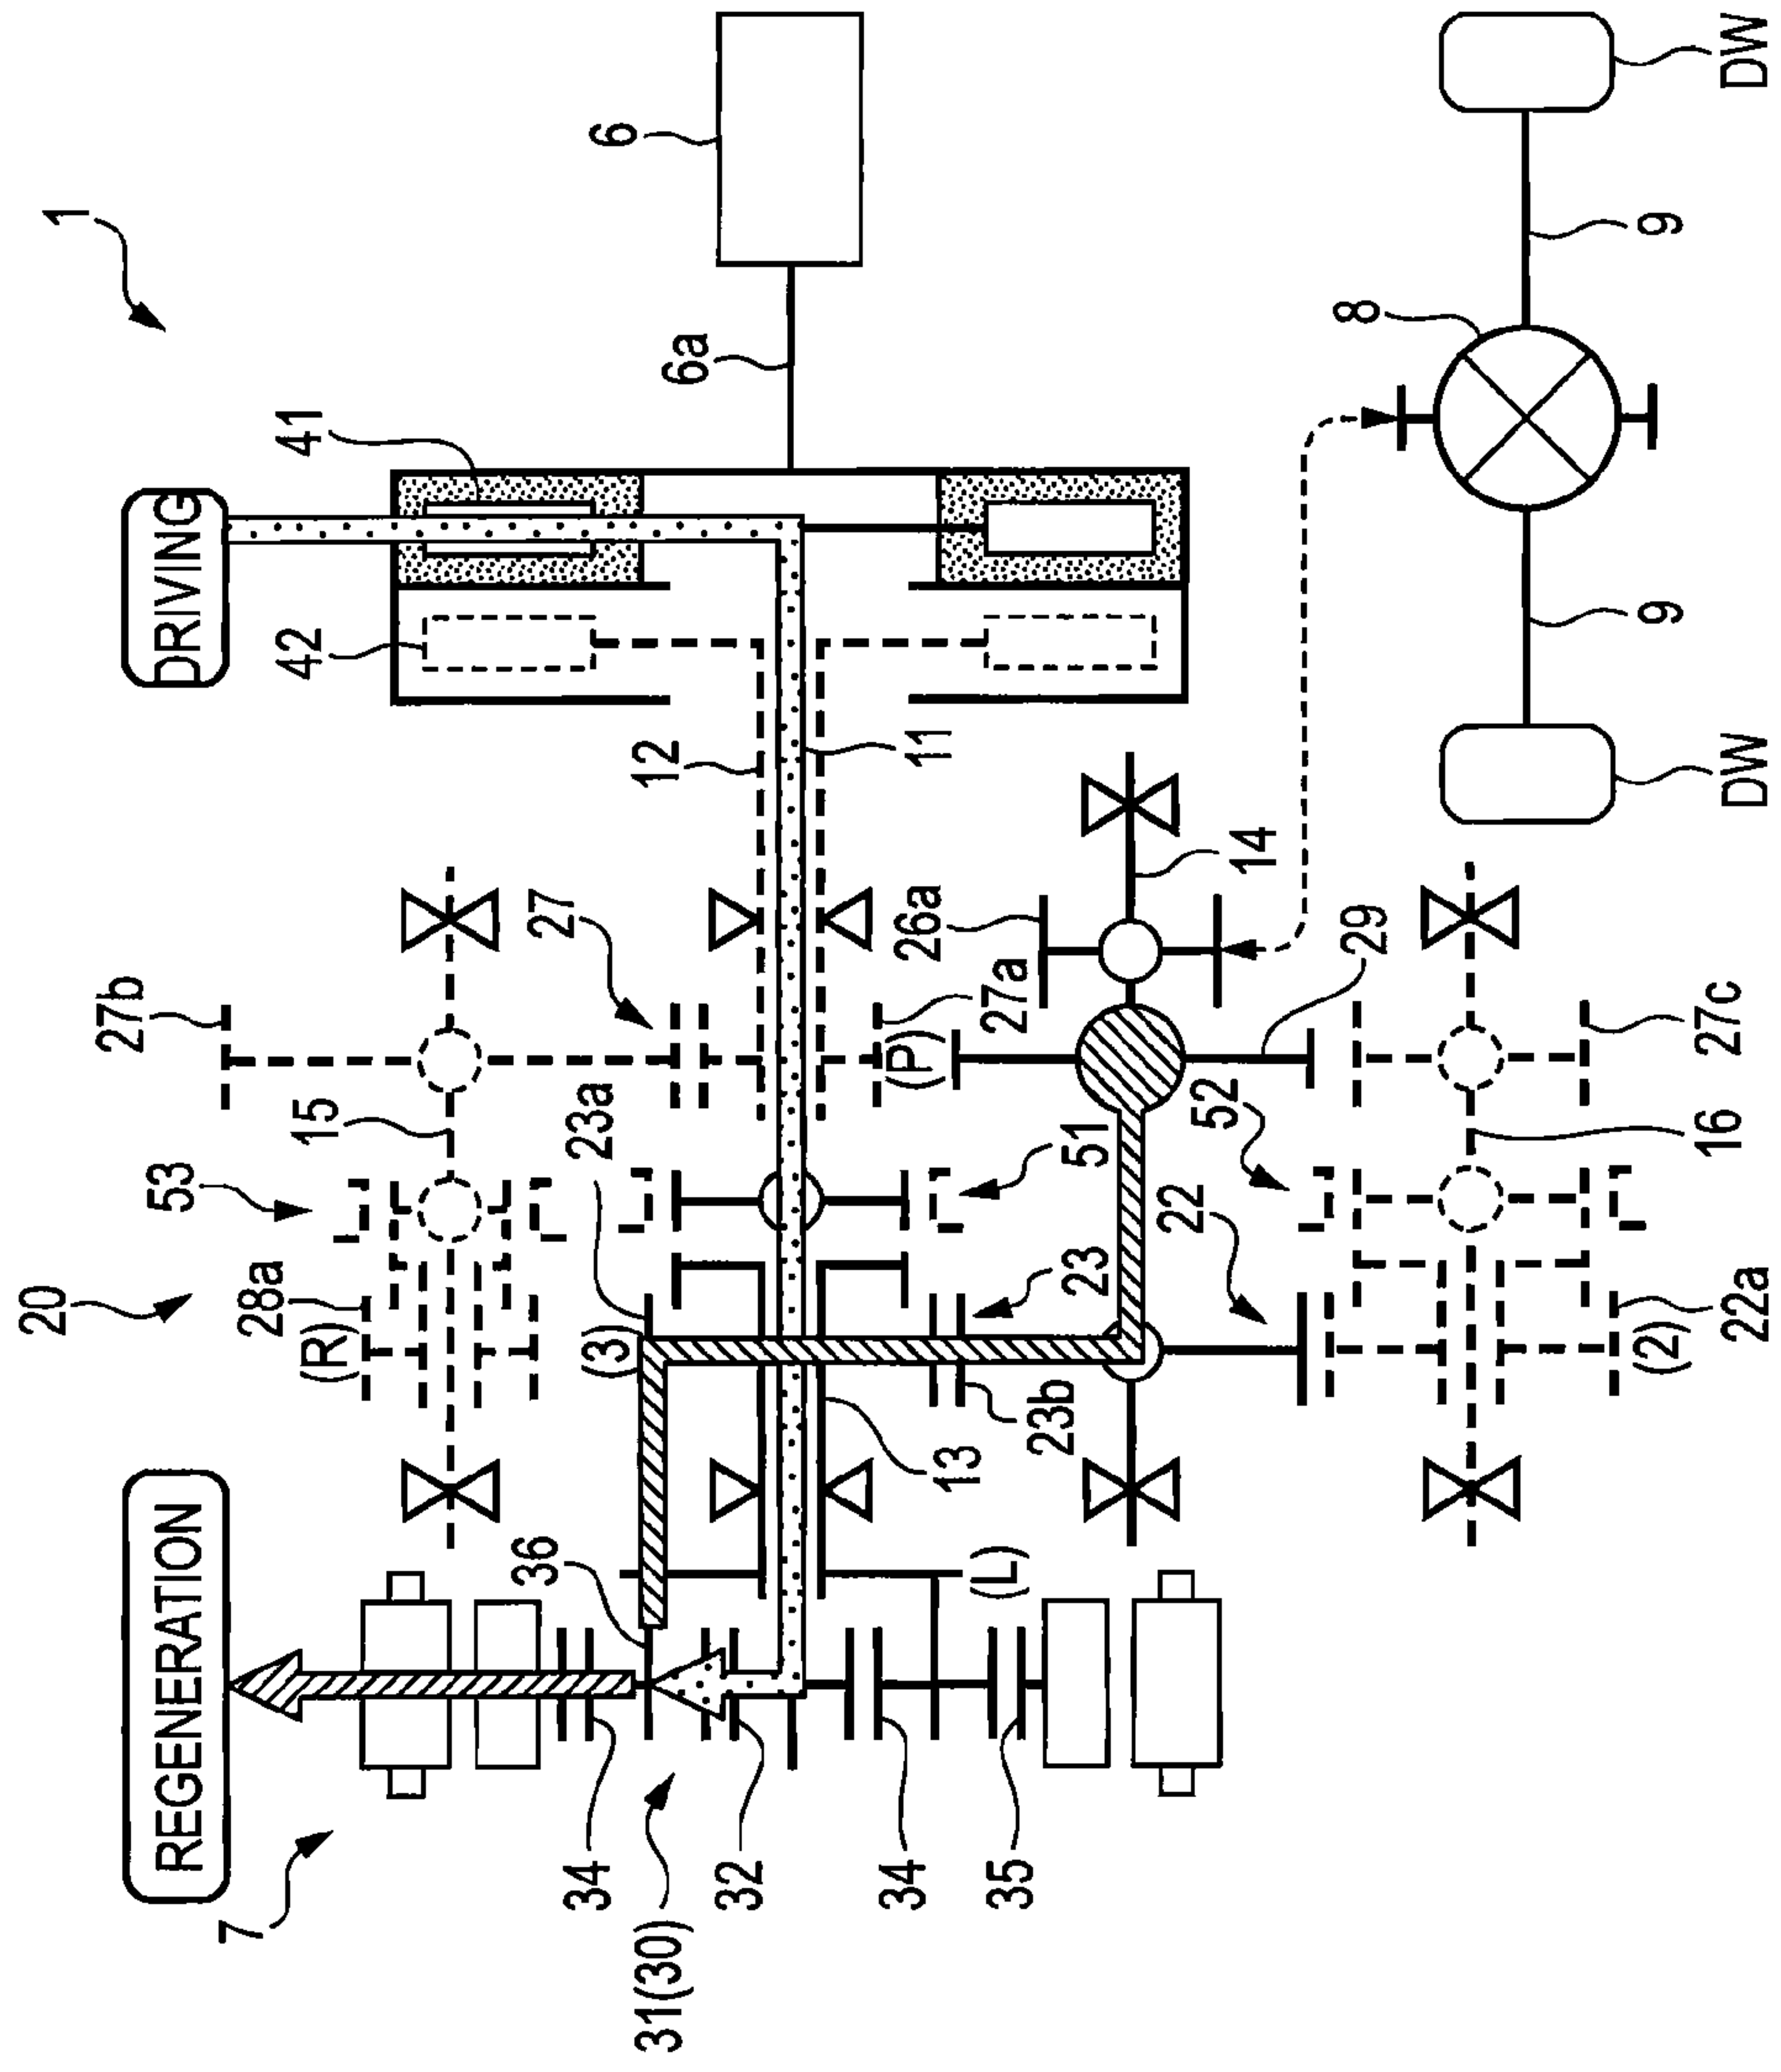 1
20
7
REGENERATION
DRIVING
53
27b
28a
(R)
15
42
41
6
6a
27
23a
12
11
36
(3)
34
31(30)
32
34
35
(L)
13
23b
23
51
(P)
27a
26a
14
29
22
52
8
9
9
DW
DW
22a
(2)
16
27c